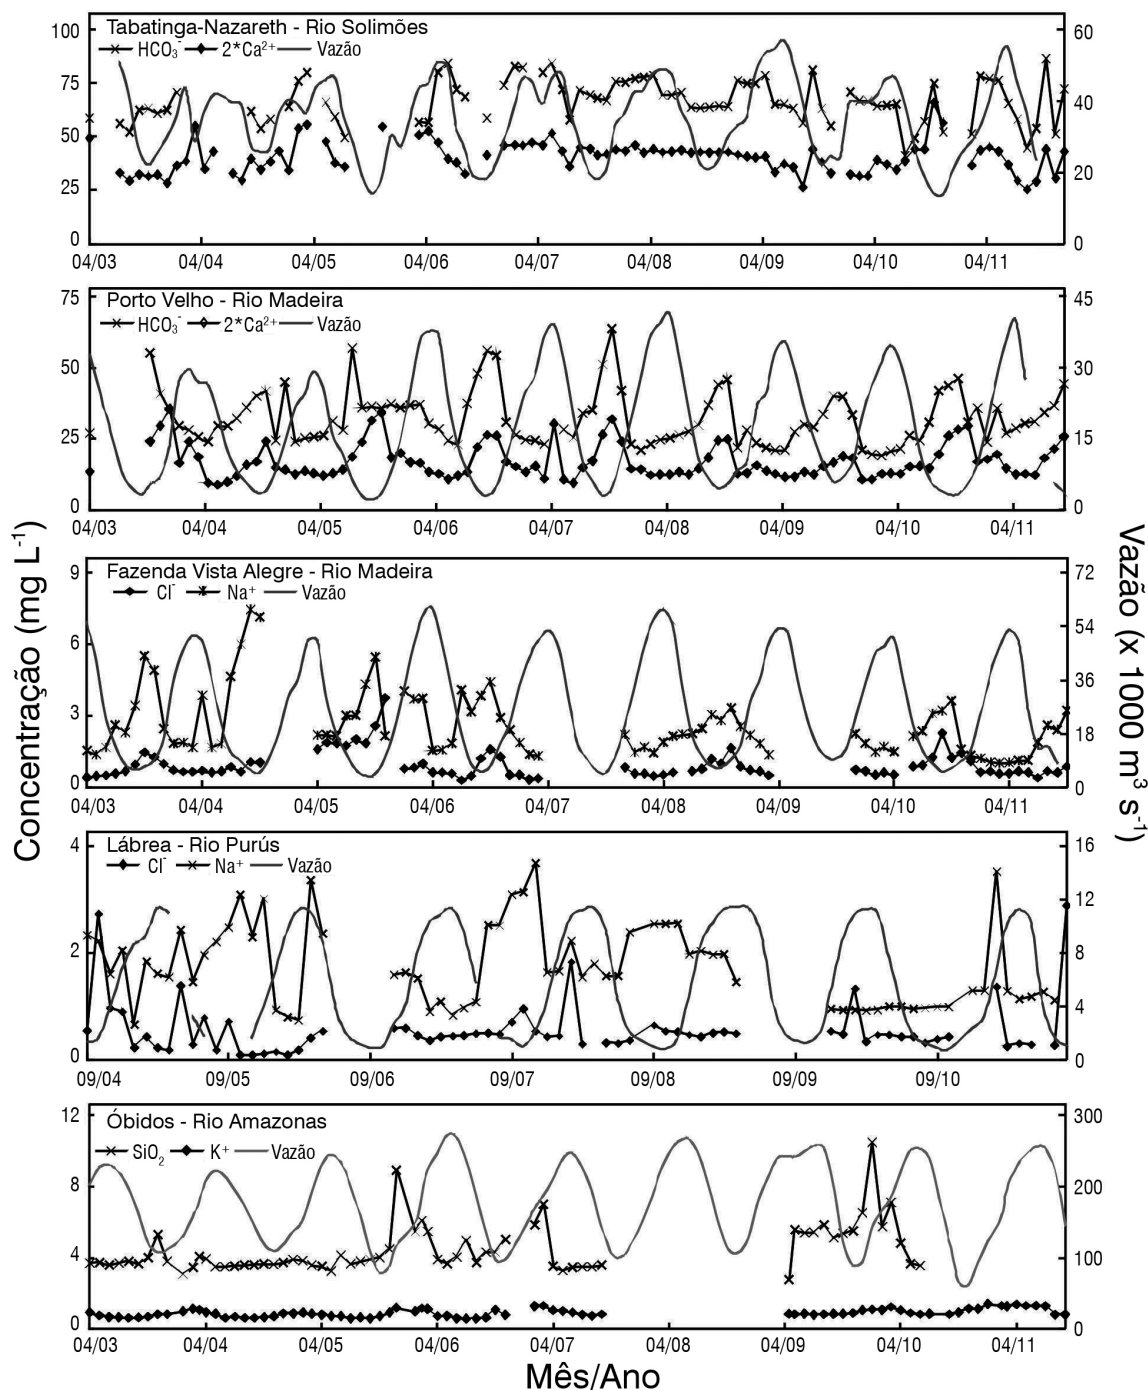 Tabatinga-Nazareth - Rio Solimões
HCO₃⁻ 2*Ca²⁺ Vazão
100
75
50
25
0
60
40
20
0
04/03 04/04 04/05 04/06 04/07 04/08 04/09 04/10 04/11
Porto Velho - Rio Madeira
HCO₃⁻ 2*Ca²⁺ Vazão
75
50
25
0
45
30
15
0
04/03 04/04 04/05 04/06 04/07 04/08 04/09 04/10 04/11
Fazenda Vista Alegre - Rio Madeira
Cl⁻ Na⁺ Vazão
9
6
3
0
72
54
36
18
0
04/03 04/04 04/05 04/06 04/07 04/08 04/09 04/10 04/11
Lábrea - Rio Purús
Cl⁻ Na⁺ Vazão
4
2
0
16
12
8
4
0
09/04 09/05 09/06 09/07 09/08 09/09 09/10
Óbidos - Rio Amazonas
SiO₂ K⁺ Vazão
12
8
4
0
300
200
100
0
04/03 04/04 04/05 04/06 04/07 04/08 04/09 04/10 04/11
Concentração (mg L⁻¹)
Vazão (x 1000 m³ s⁻¹)
Mês/Ano